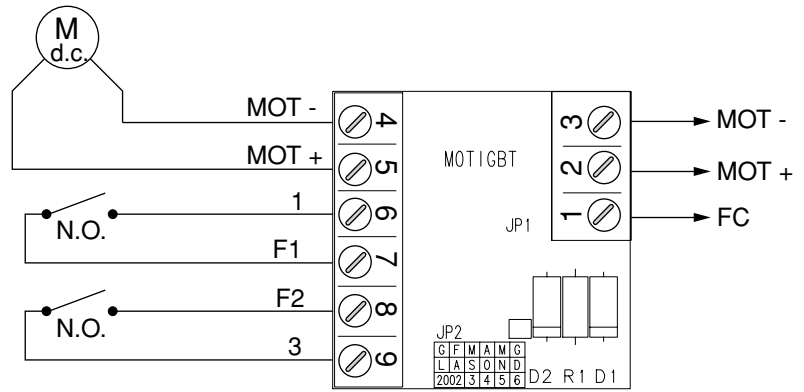 M
d.c.
MOT - 4
MOT + 5
1 6
N.O.
F1 7
F2 8
N.O.
3 9
MOTIGBT
3 MOT -
2 MOT +
1 FC
JP1
JP2
G F M A M G
L A S O N D
2002 3 4 5 6
D2 R1 D1